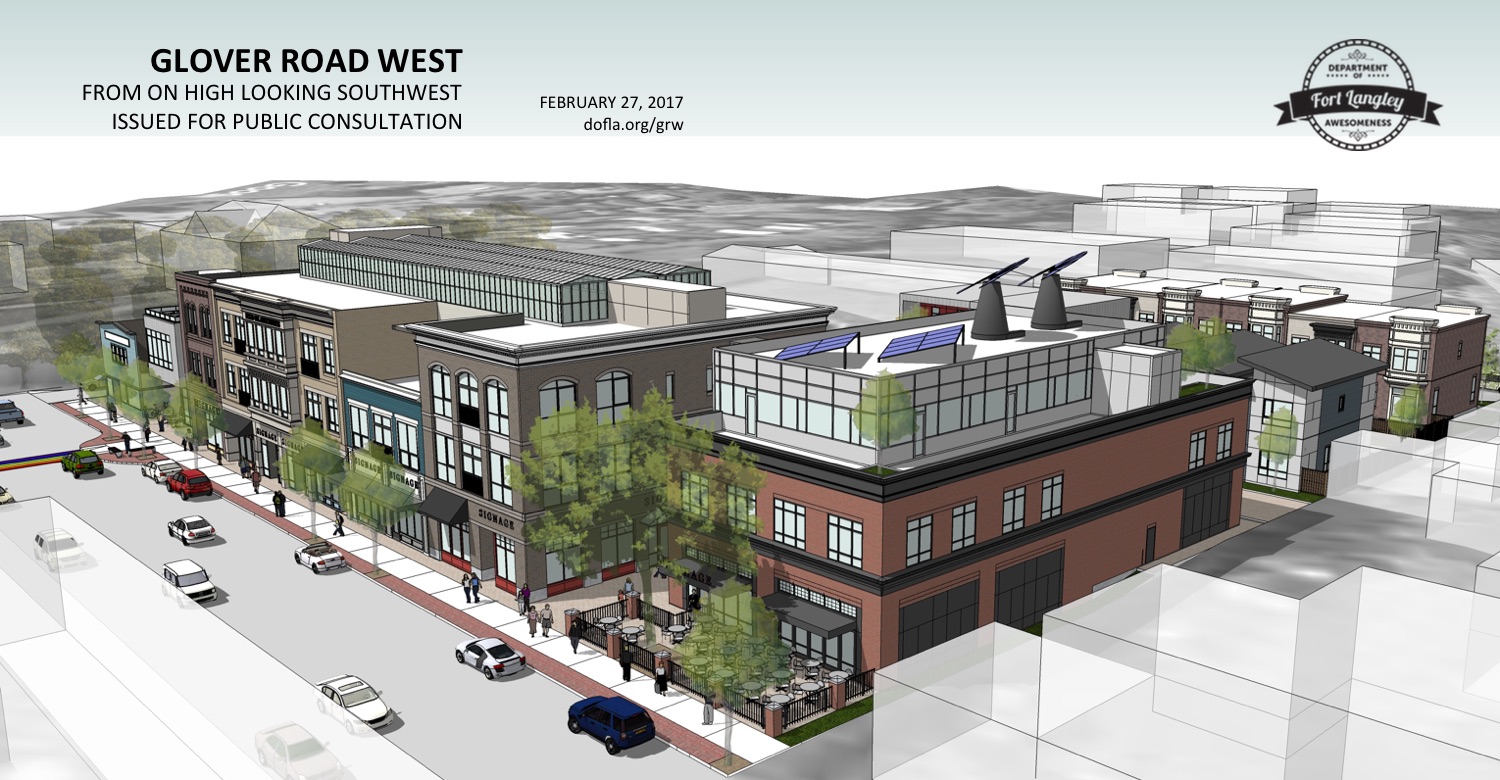 GLOVER ROAD WEST
FROM ON HIGH LOOKING SOUTHWEST
ISSUED FOR PUBLIC CONSULTATION
FEBRUARY 27, 2017
dofla.org/grw
DEPARTMENT
OF
Fort Langley
AWESOMENESS
SIGNAGE
SIGNAGE
SIGNAGE
SIGNAGE
SIGNAGE